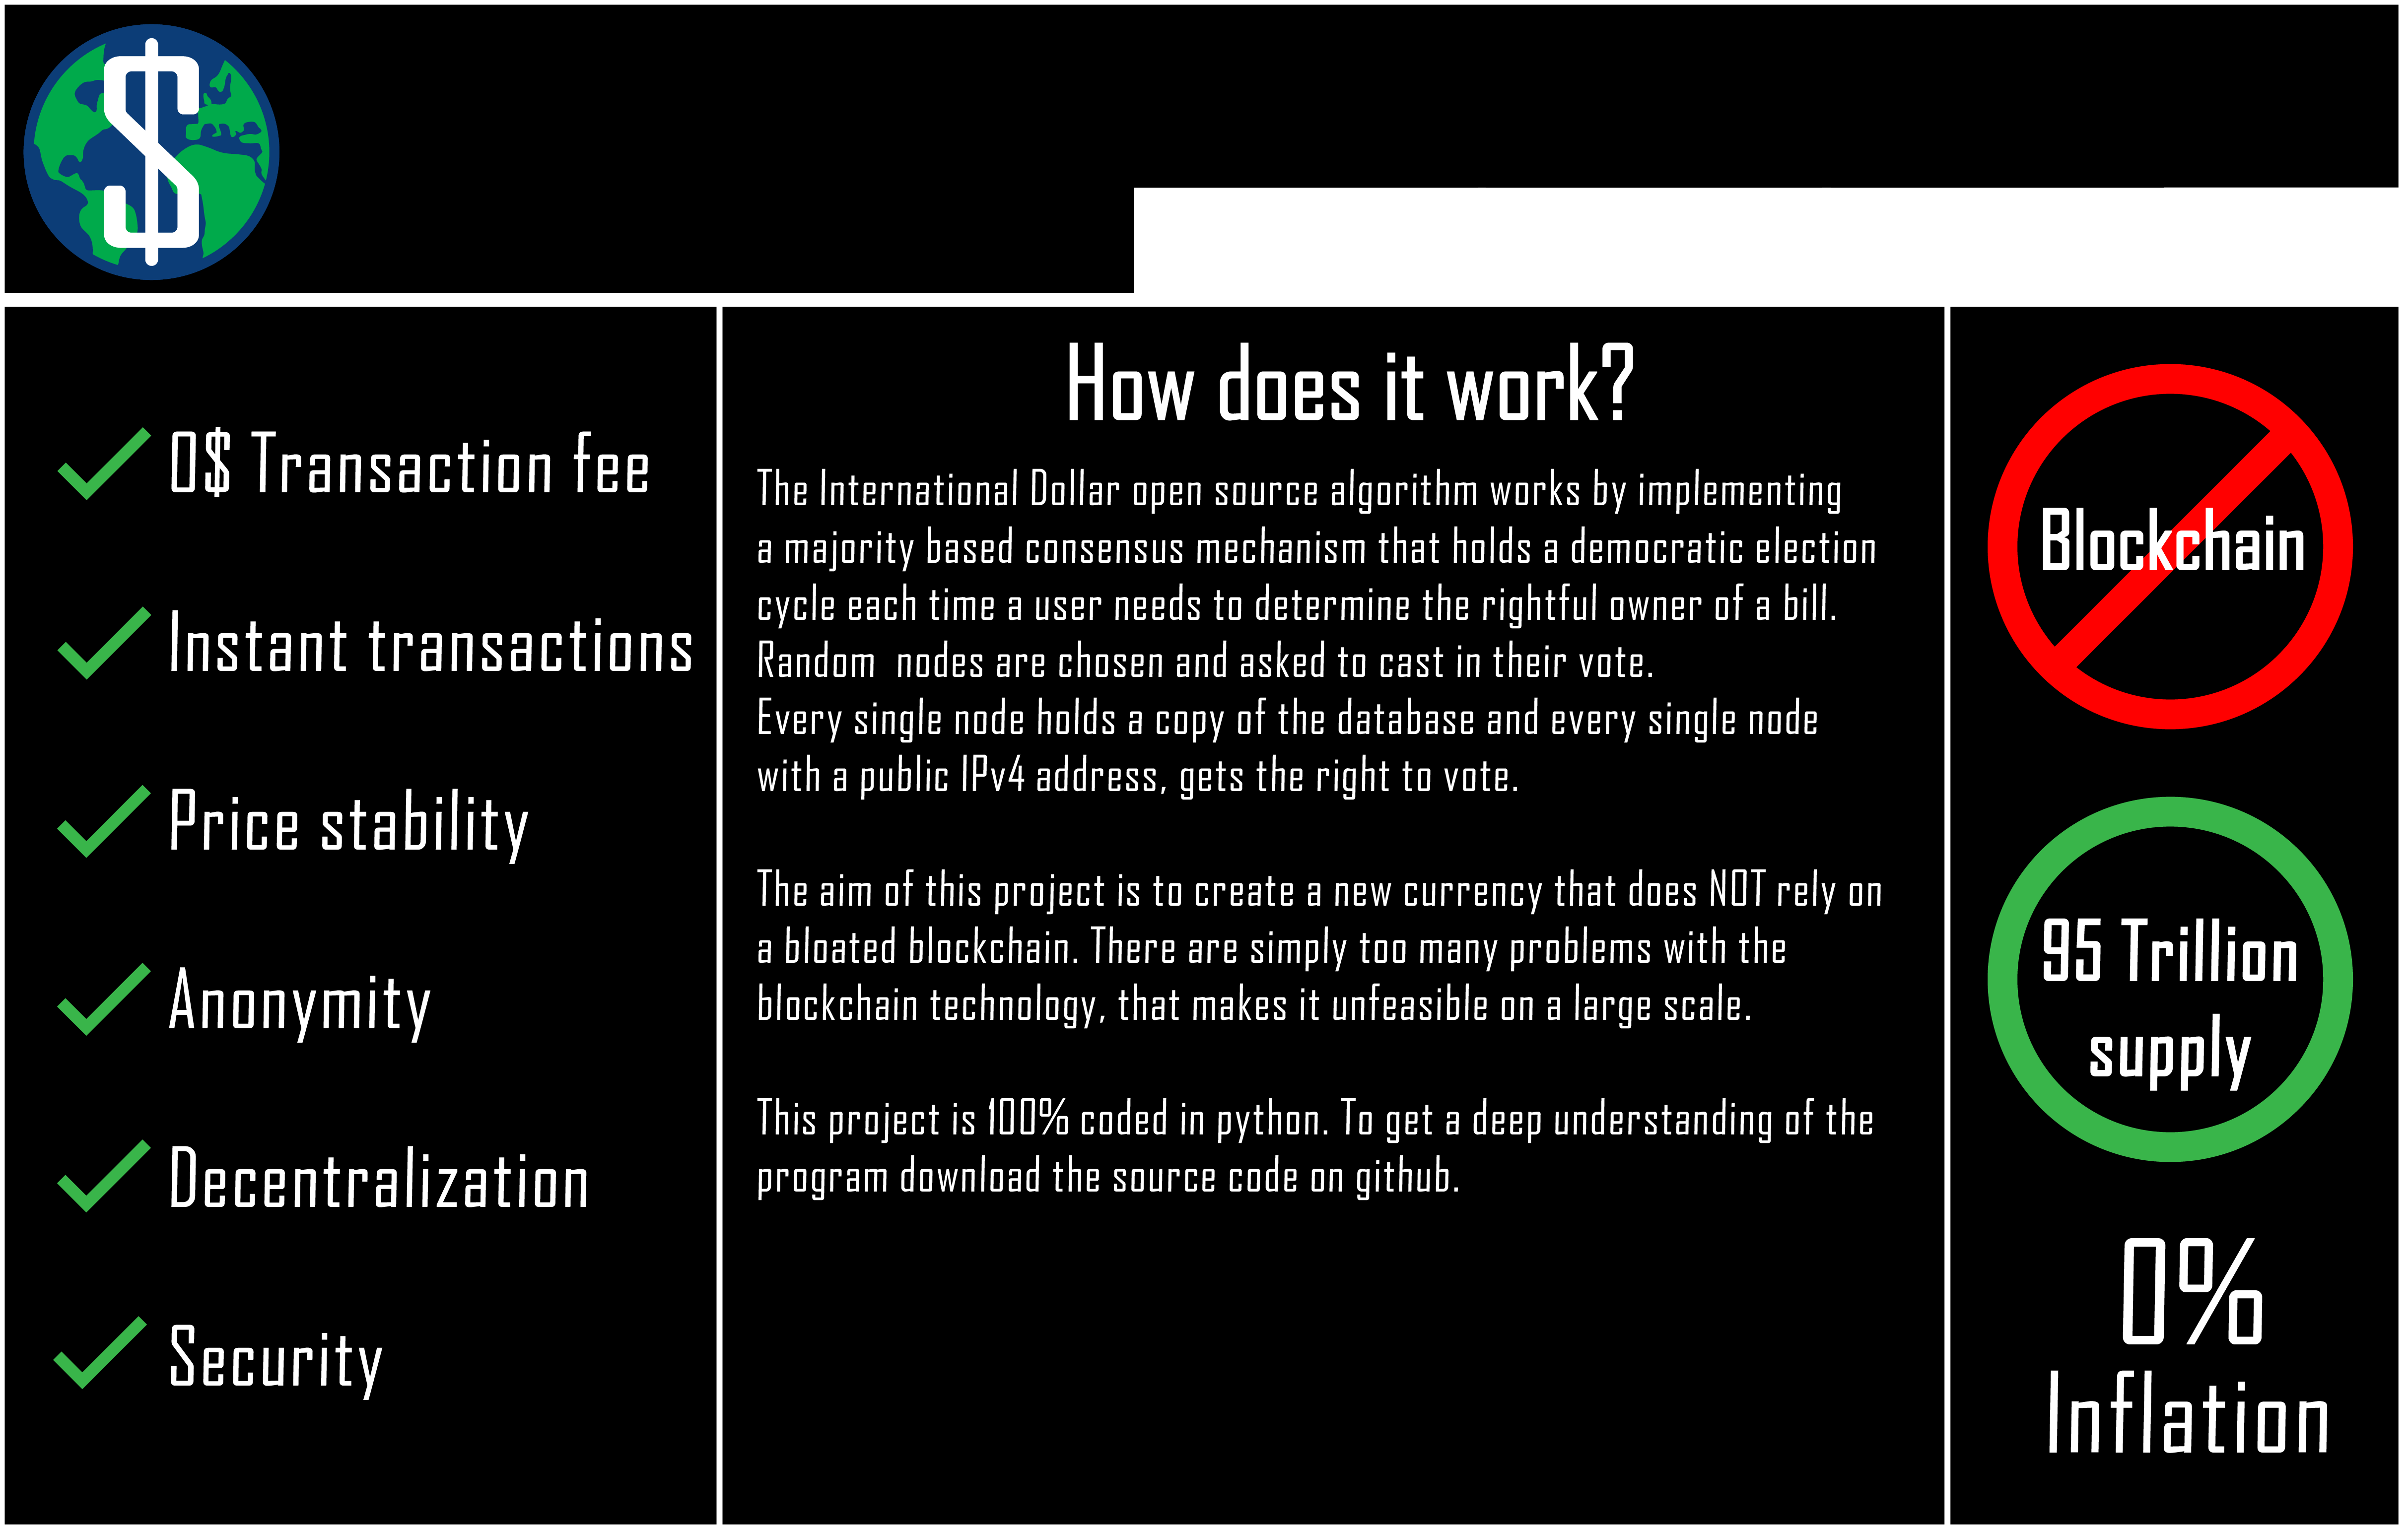 $
0$ Transaction fee
Instant transactions
Price stability
Anonymity
Decentralization
Security
How does it work?
The International Dollar open source algorithm works by implementing
a majority based consensus mechanism that holds a democratic election
cycle each time a user needs to determine the rightful owner of a bill.
Random  nodes are chosen and asked to cast in their vote.
Every single node holds a copy of the database and every single node
with a public IPv4 address, gets the right to vote.
The aim of this project is to create a new currency that does NOT rely on
a bloated blockchain. There are simply too many problems with the
blockchain technology, that makes it unfeasible on a large scale.
This project is 100% coded in python. To get a deep understanding of the
program download the source code on github.
Blockchain
95 Trillion
supply
0%
Inflation